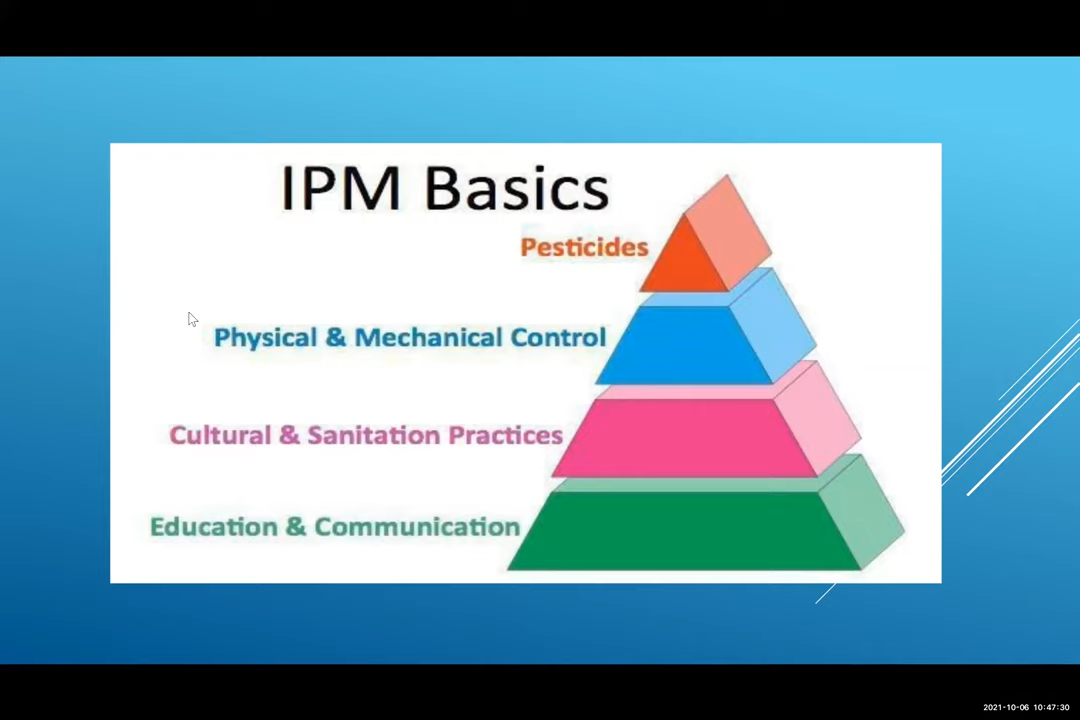 IPM Basics
Pesticides
Physical & Mechanical Control
Cultural & Sanitation Practices
Education & Communication
2021-10-06 10:47:30